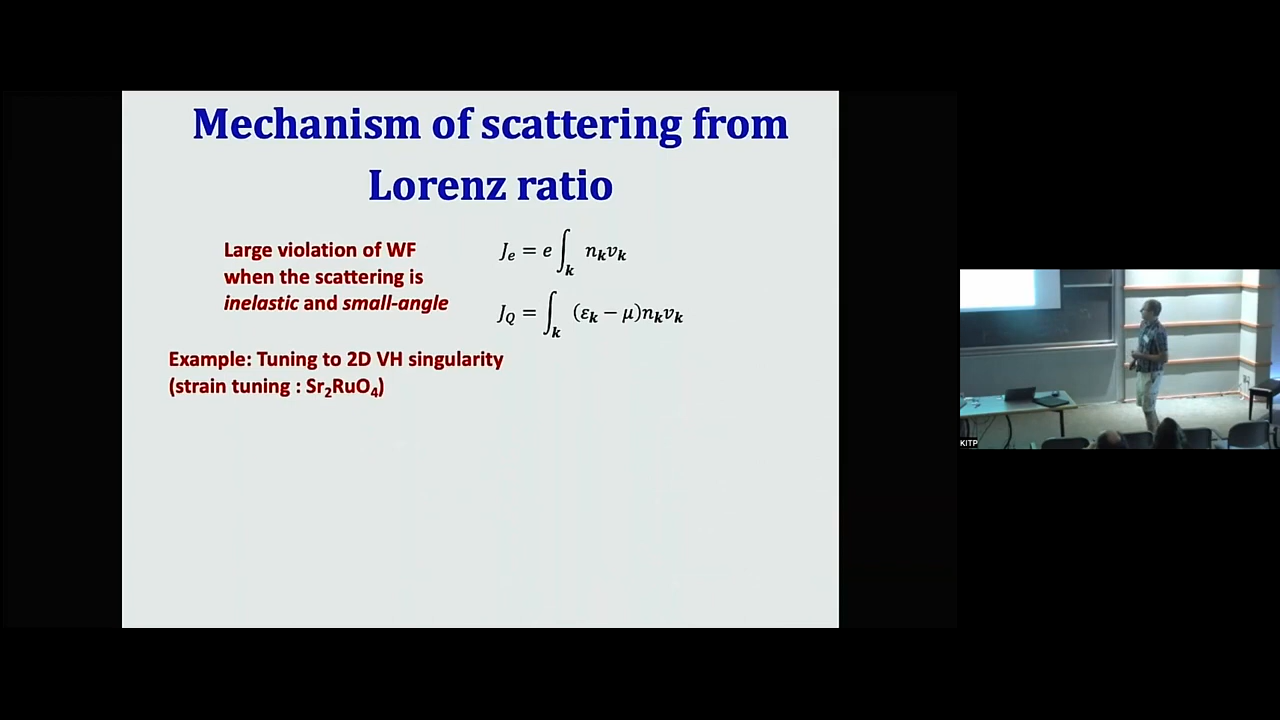 Mechanism of scattering from
Lorenz ratio
Large violation of WF
when the scattering is
inelastic and small-angle
J_e = e ∫_k n_k v_k
J_Q = ∫_k (ε_k − μ) n_k v_k
Example: Tuning to 2D VH singularity
(strain tuning : Sr₂RuO₄)
KITP